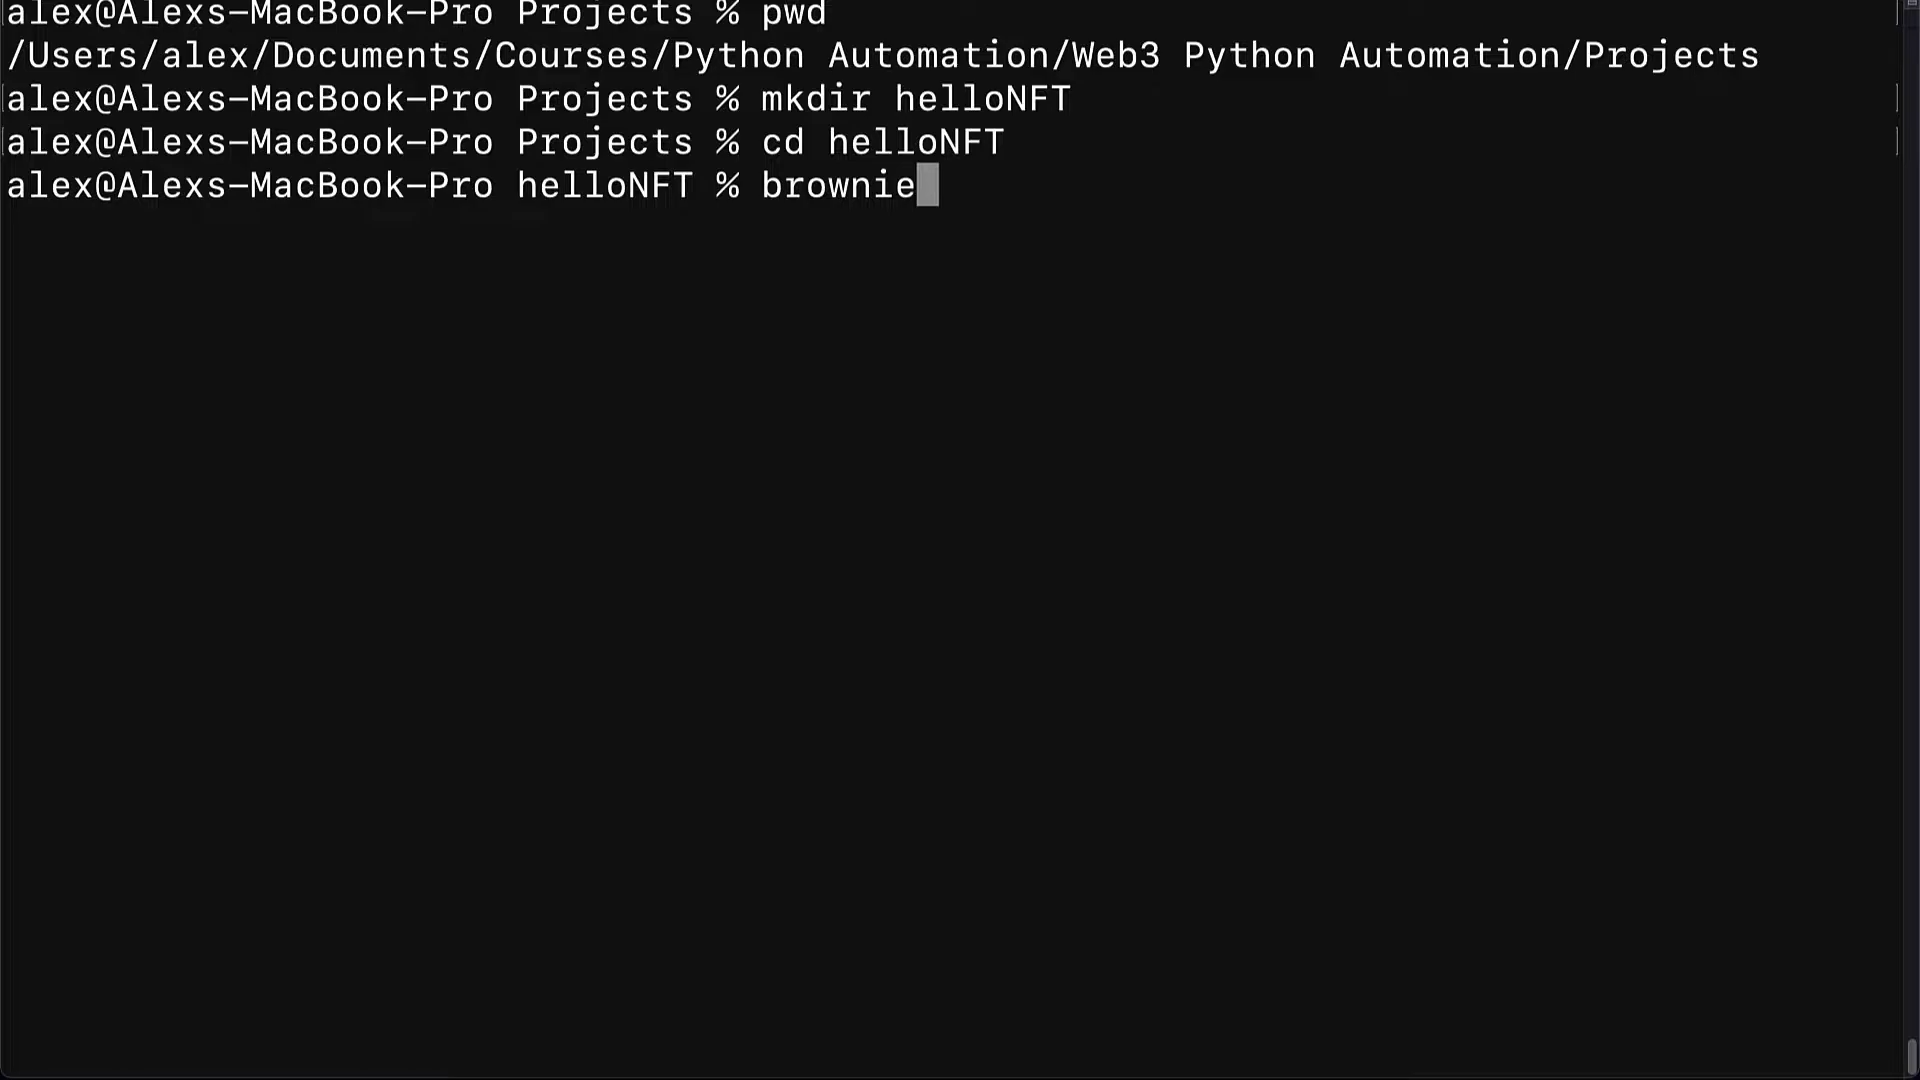 alex@Alexs-MacBook-Pro Projects % pwd
/Users/alex/Documents/Courses/Python Automation/Web3 Python Automation/Projects
alex@Alexs-MacBook-Pro Projects % mkdir helloNFT
alex@Alexs-MacBook-Pro Projects % cd helloNFT
alex@Alexs-MacBook-Pro helloNFT % brownie